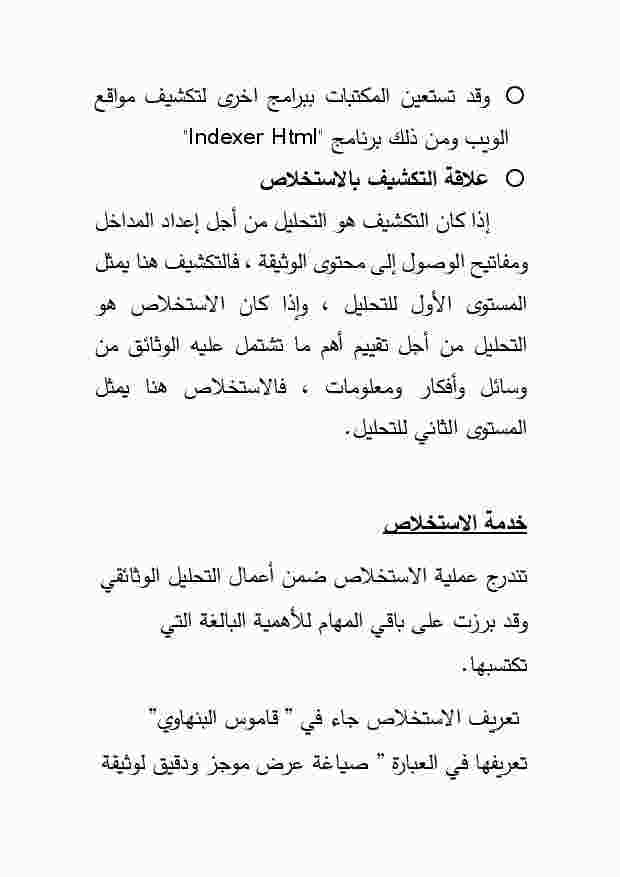 ○ وقد تستعين المكتبات ببرامج اخرى لتكشيف مواقع
الويب ومن ذلك برنامج "Indexer Html"
○ علاقة التكشيف بالاستخلاص
إذا كان التكشيف هو التحليل من أجل إعداد المداخل
ومفاتيح الوصول إلى محتوى الوثيقة ، فالتكشيف هنا يمثل
المستوى الأول للتحليل ، وإذا كان الاستخلاص هو
التحليل من أجل تقييم أهم ما تشتمل عليه الوثائق من
وسائل وأفكار ومعلومات ، فالاستخلاص هنا يمثل
المستوى الثاني للتحليل.
خدمة الاستخلاص
تندرج عملية الاستخلاص ضمن أعمال التحليل الوثائقي
وقد برزت على باقي المهام للأهمية البالغة التي
تكتسبها.
تعريف الاستخلاص جاء في " قاموس البنهاوي"
تعريفها في العبارة " صياغة عرض موجز ودقيق لوثيقة